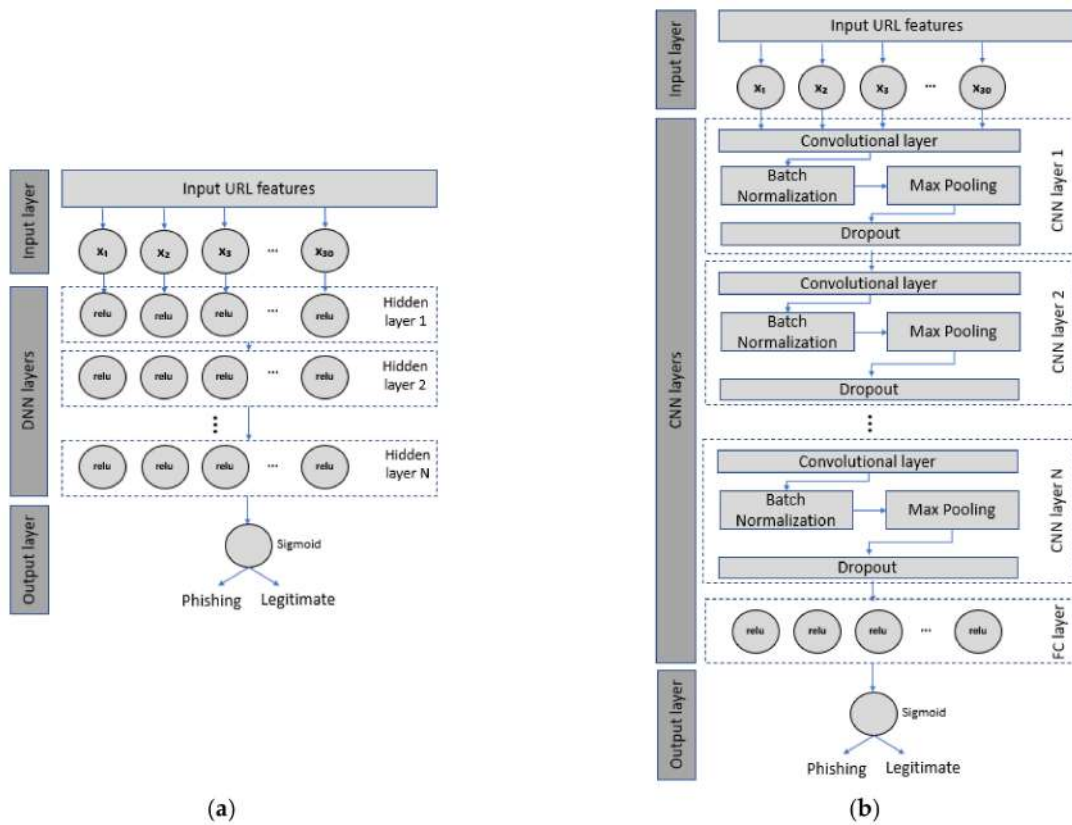 Input layer
Input URL features
x₁ x₂ x₃ ... x₃₀
DNN layers
relu relu relu ... relu
Hidden
layer 1
relu relu relu ... relu
Hidden
layer 2
⋮
relu relu relu ... relu
Hidden
layer N
Output layer
Sigmoid
Phishing Legitimate
(a)
Input layer
Input URL features
x₁ x₂ x₃ ... x₃₀
CNN layers
Convolutional layer
Batch
Normalization
Max Pooling
Dropout
CNN layer 1
Convolutional layer
Batch
Normalization
Max Pooling
Dropout
CNN layer 2
⋮
Convolutional layer
Batch
Normalization
Max Pooling
Dropout
CNN layer N
relu relu relu ... relu
FC layer
Output layer
Sigmoid
Phishing Legitimate
(b)